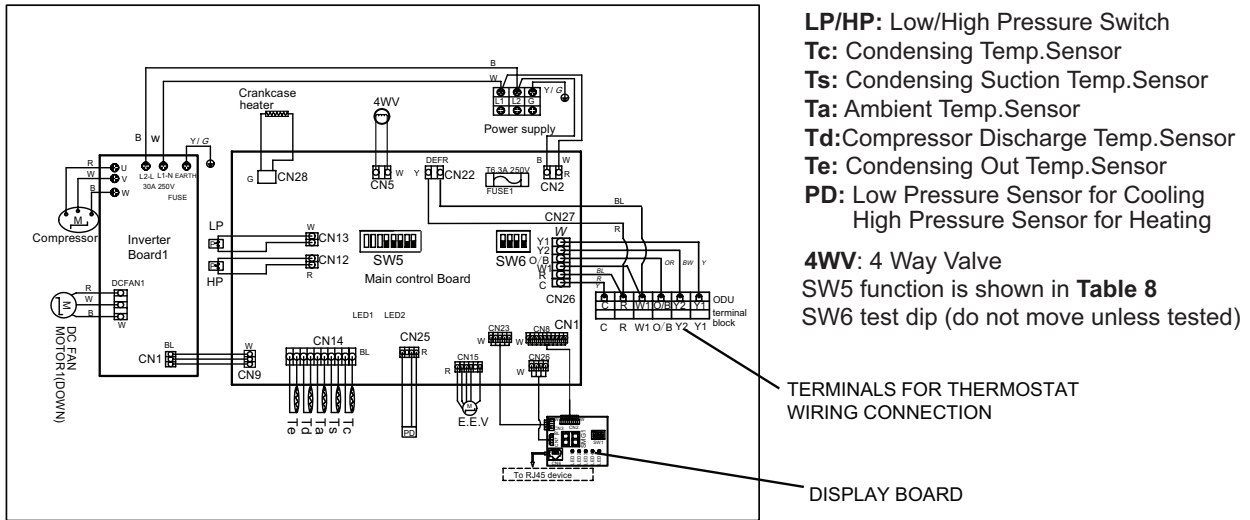 LP/HP: Low/High Pressure Switch
Tc: Condensing Temp.Sensor
Ts: Condensing Suction Temp.Sensor
Ta: Ambient Temp.Sensor
Td:Compressor Discharge Temp.Sensor
Te: Condensing Out Temp.Sensor
PD: Low Pressure Sensor for Cooling
High Pressure Sensor for Heating
4WV: 4 Way Valve
SW5 function is shown in Table 8
SW6 test dip (do not move unless tested)
TERMINALS FOR THERMOSTAT
WIRING CONNECTION
DISPLAY BOARD
B
W
Crankcase
heater
4WV
L1 L2 G
Y/G
Power supply
B W
Y/G
L2-L L1-N EARTH
30A 250V
FUSE
R U
W V
B W
M
Compressor
Inverter
Board1
G CN28
CN5 W
DEFR
Y CN22
T6.3A 250V
FUSE1
B W
R
CN2
BL
CN27
R
W
LP
W
CN13
HP
CN12
R
SW5
SW6
Main control Board
Y1
Y2
O/B
W1
R
C
BL
R
Y
OR BW Y
CN26
C R W1 O/B Y2 Y1
C R W1 O/B Y2 Y1
ODU
terminal
block
DCFAN1
R
W
B
W
M
DC FAN
MOTOR1(DOWN)
BL
CN1
W
CN9
LED1 LED2
CN14
BL
Te Td Ta Ts Tc
CN25
R
PD
CN15
R
M
E.E.V
CN23
W
CN8
CN1
W
CN26
W
CN2
SW1
To RJ45 device